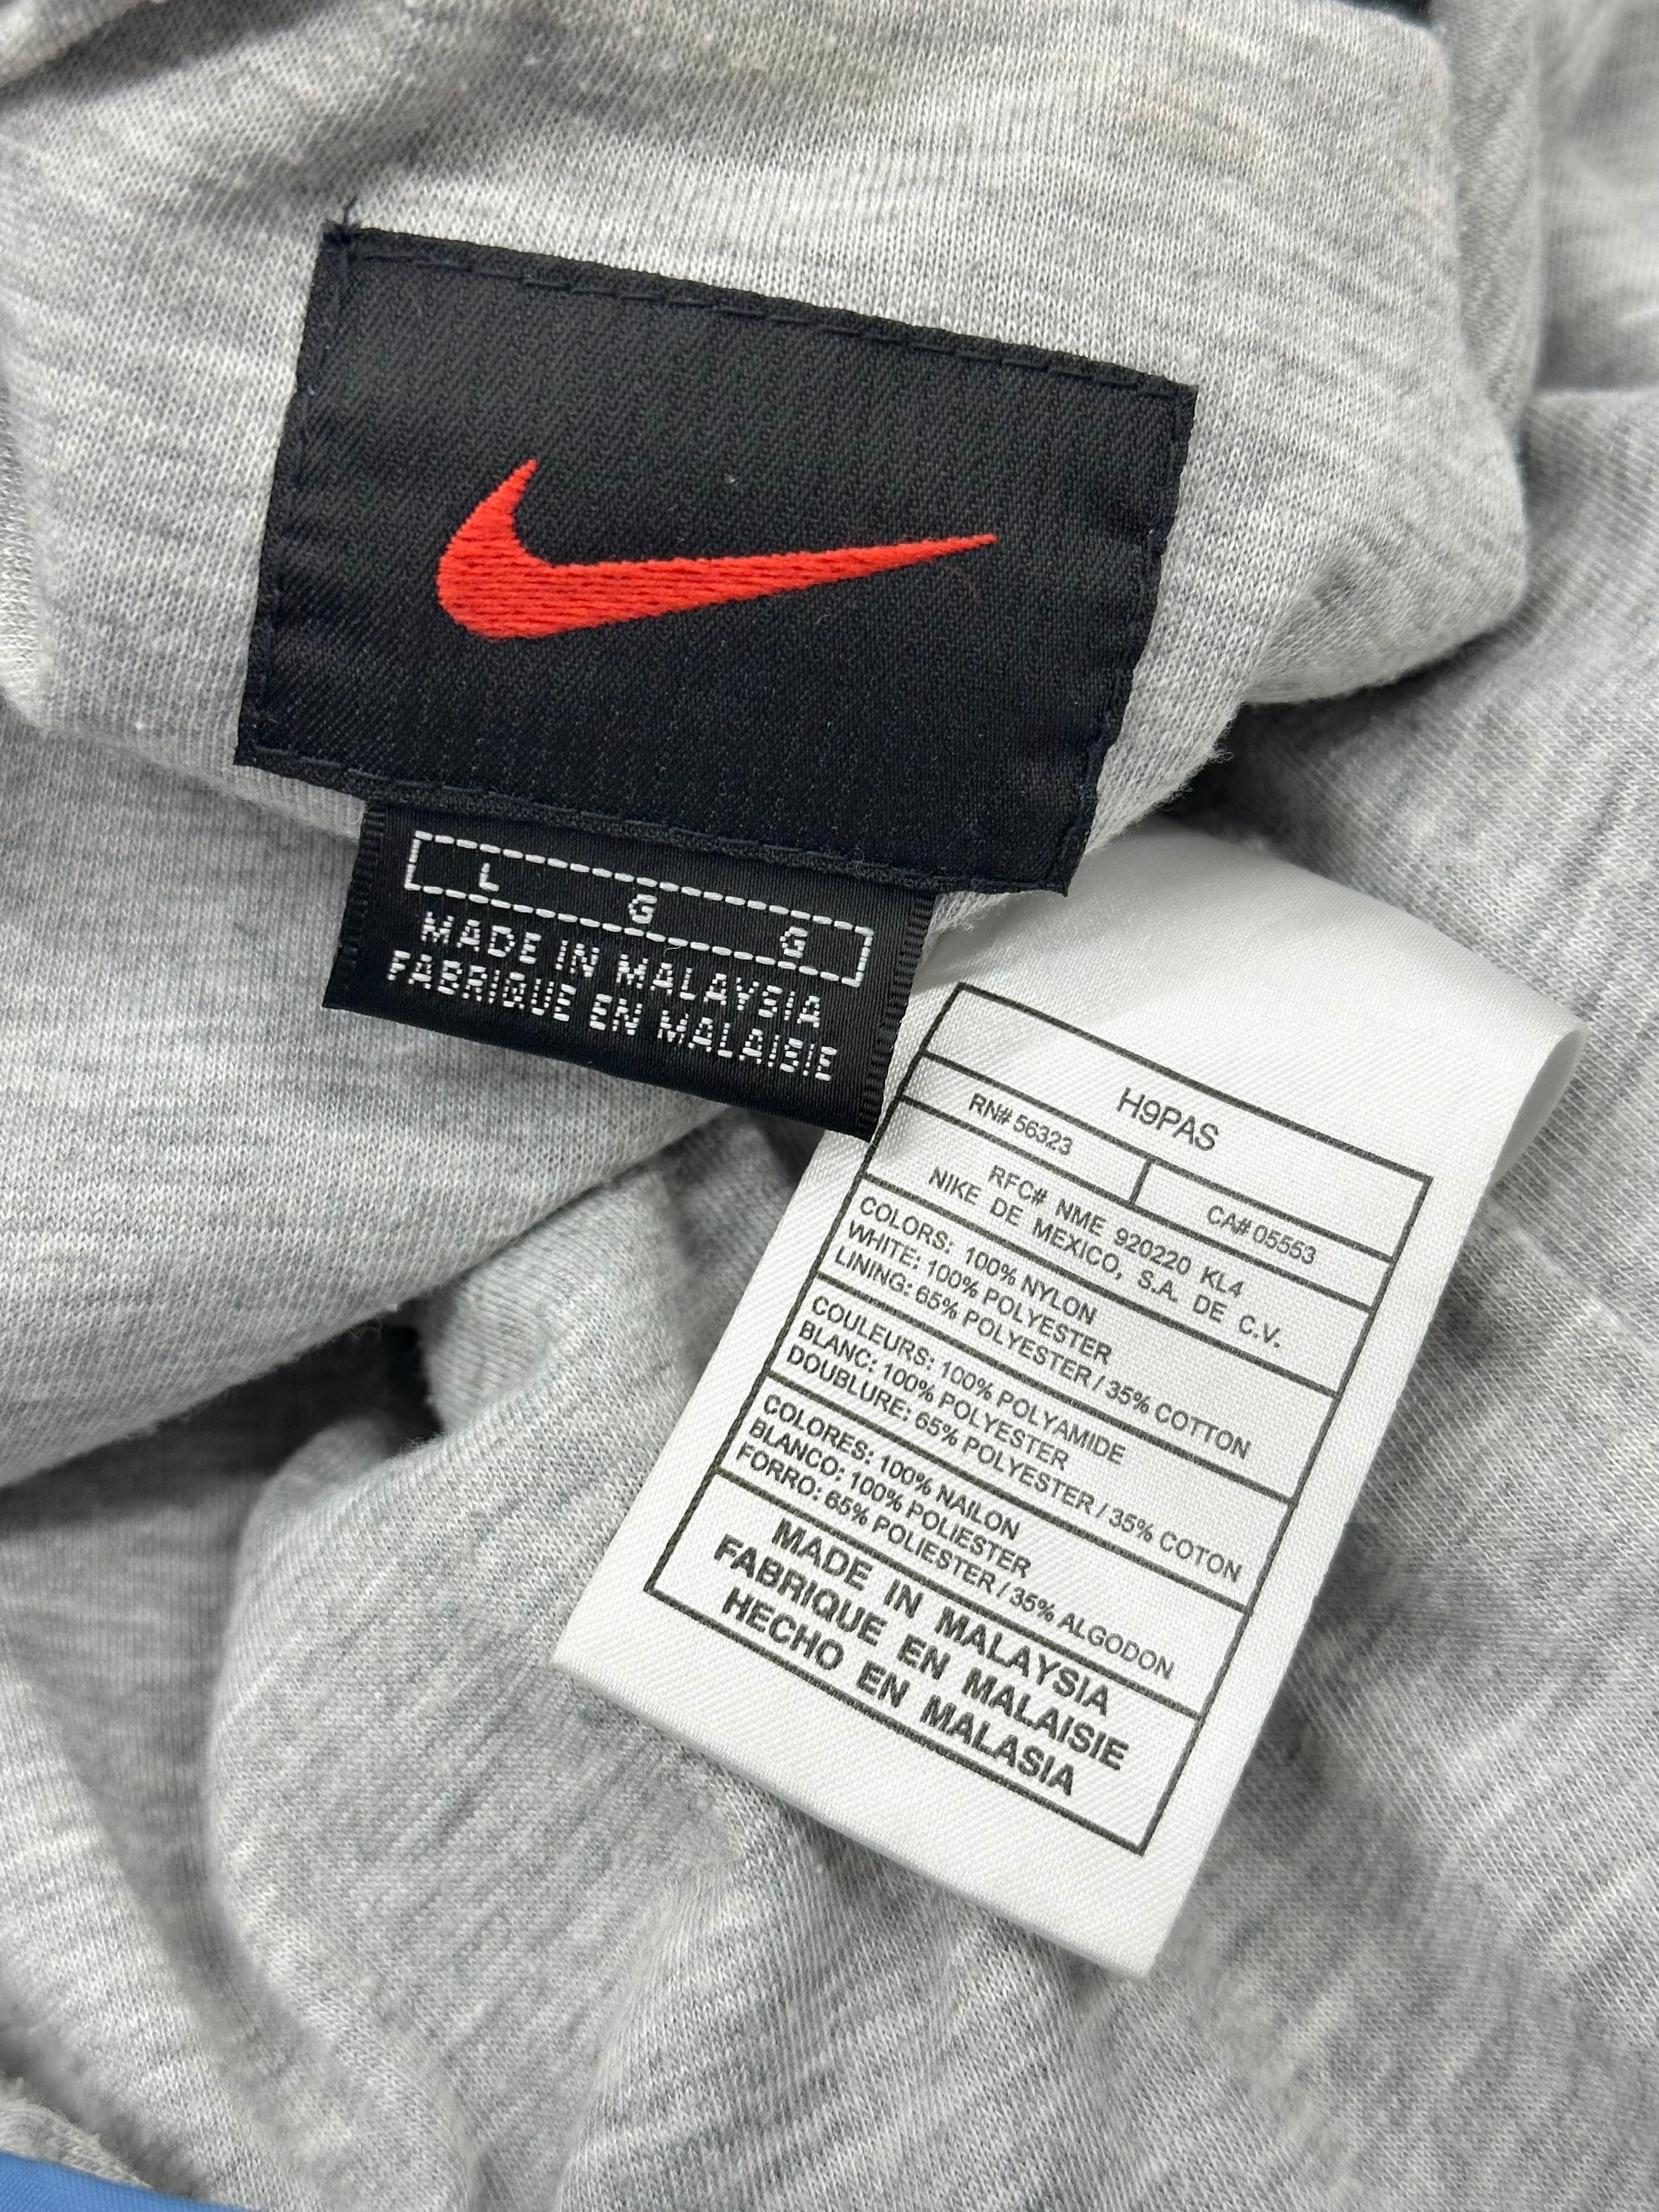 L G G
MADE IN MALAYSIA
FABRIQUE EN MALAISIE
H9PAS
RN# 56323 CA# 05553
RFC# NME 920220 KL4
NIKE DE MEXICO, S.A. DE C.V.
COLORS: 100% NYLON
WHITE: 100% POLYESTER
LINING: 65% POLYESTER / 35% COTTON
COULEURS: 100% POLYAMIDE
BLANC: 100% POLYESTER
DOUBLURE: 65% POLYESTER / 35% COTON
COLORES: 100% NAILON
BLANCO: 100% POLIESTER
FORRO: 65% POLIESTER / 35% ALGODON
MADE IN MALAYSIA
FABRIQUE EN MALAISIE
HECHO EN MALASIA